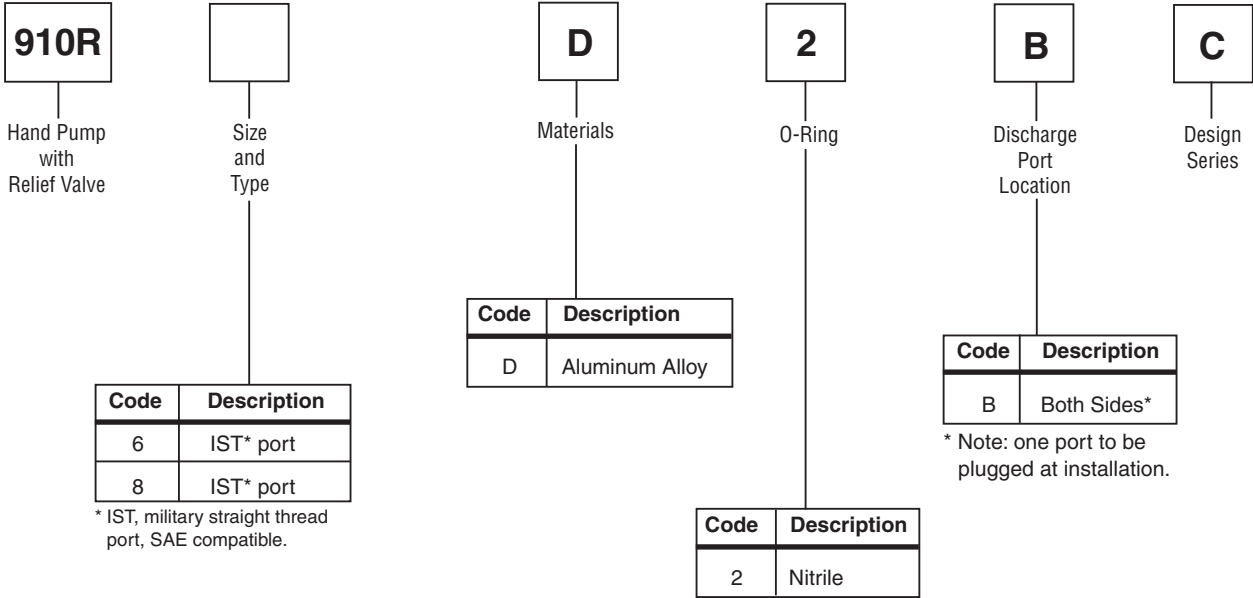 910R
D
2
B
C
Hand Pump
with
Relief Valve
Size
and
Type
Materials
O-Ring
Discharge
Port
Location
Design
Series
Code Description
6 IST* port
8 IST* port
* IST, military straight thread
port, SAE compatible.
Code Description
D Aluminum Alloy
Code Description
2 Nitrile
Code Description
B Both Sides*
* Note: one port to be
plugged at installation.